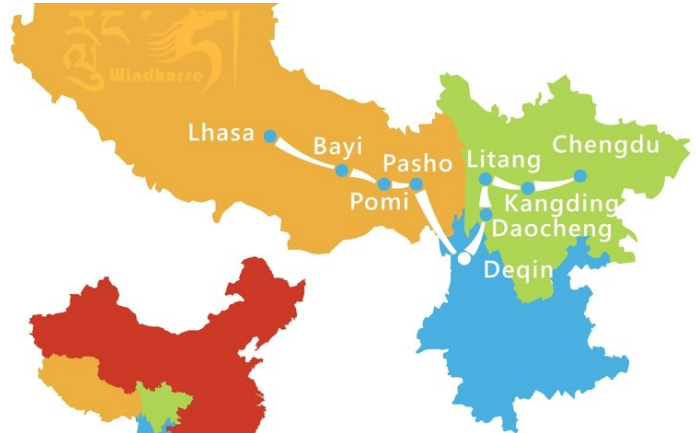 Windhorse
Lhasa
Bayi
Pasho
Pomi
Litang
Chengdu
Kangding
Daocheng
Deqin